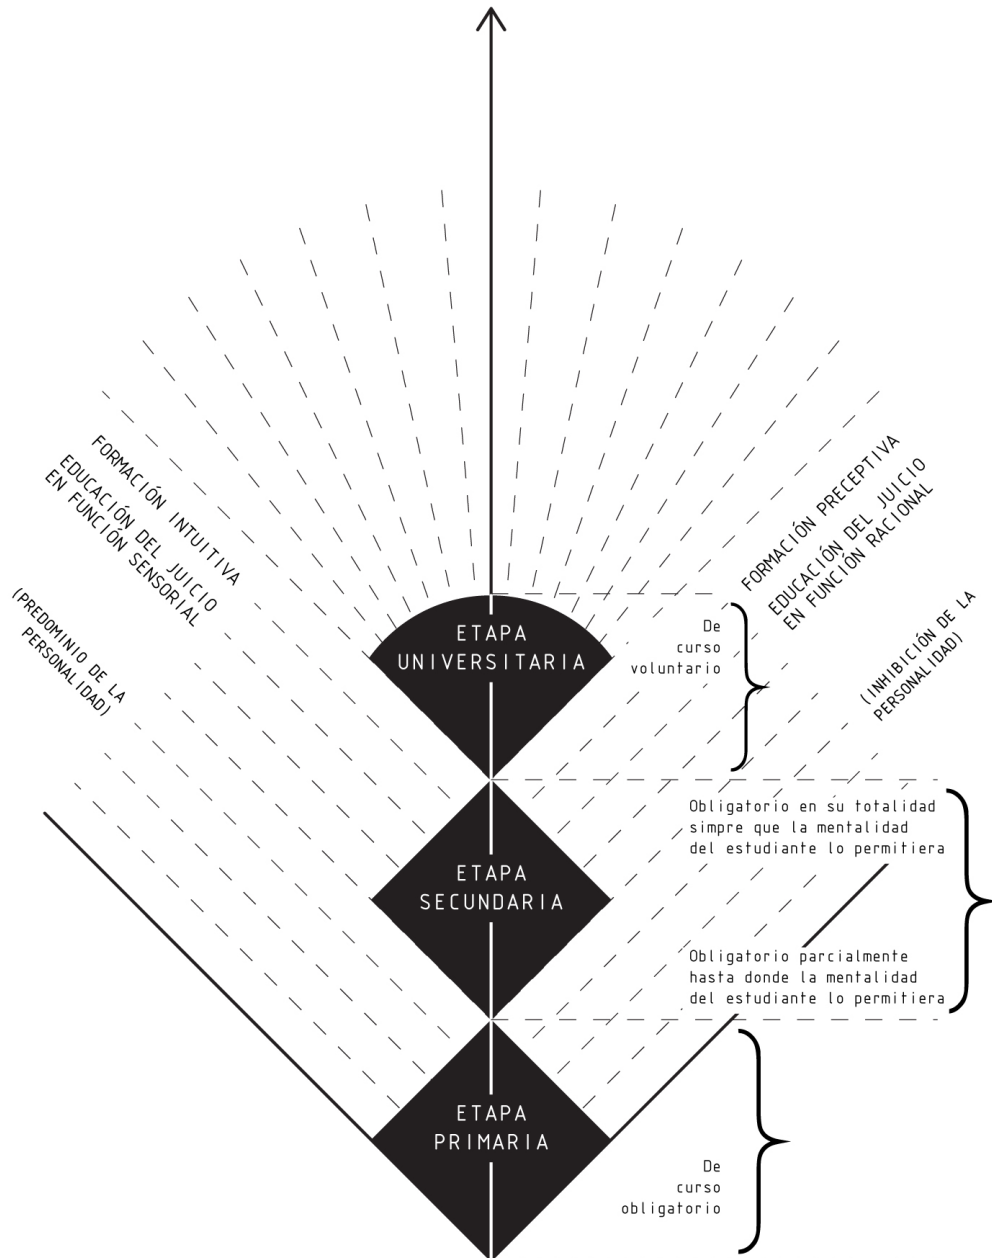 FORMACIÓN INTUITIVA
EDUCACIÓN DEL JUICIO
EN FUNCIÓN SENSORIAL
(PREDOMINIO DE LA
PERSONALIDAD)
FORMACIÓN PRECEPTIVA
EDUCACIÓN DEL JUICIO
EN FUNCIÓN RACIONAL
(INHIBICIÓN DE LA
PERSONALIDAD)
ETAPA
UNIVERSITARIA
De
curso
voluntario
ETAPA
SECUNDARIA
Obligatorio en su totalidad
simpre que la mentalidad
del estudiante lo permitiera
Obligatorio parcialmente
hasta donde la mentalidad
del estudiante lo permitiera
ETAPA
PRIMARIA
De
curso
obligatorio